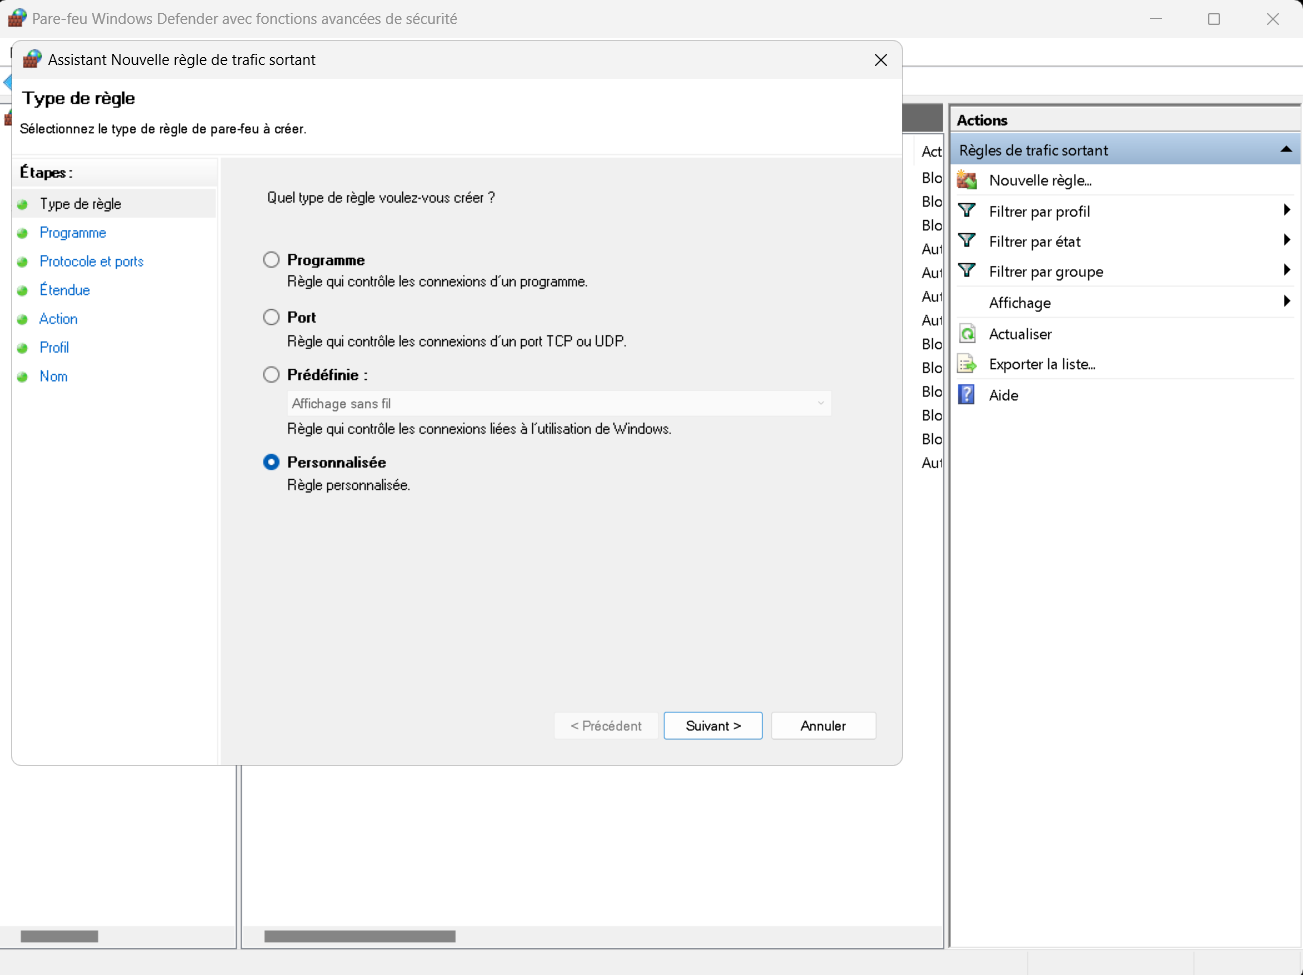 Pare-feu Windows Defender avec fonctions avancées de sécurité
Assistant Nouvelle règle de trafic sortant
Type de règle
Sélectionnez le type de règle de pare-feu à créer.
Étapes :
Type de règle
Programme
Protocole et ports
Étendue
Action
Profil
Nom
Quel type de règle voulez-vous créer ?
Programme
Règle qui contrôle les connexions d'un programme.
Port
Règle qui contrôle les connexions d'un port TCP ou UDP.
Prédéfinie :
Affichage sans fil
Règle qui contrôle les connexions liées à l'utilisation de Windows.
Personnalisée
Règle personnalisée.
< Précédent
Suivant >
Annuler
Act
Blo
Blo
Blo
Aut
Aut
Aut
Aut
Blo
Blo
Blo
Blo
Blo
Aut
Actions
Règles de trafic sortant
Nouvelle règle...
Filtrer par profil
Filtrer par état
Filtrer par groupe
Affichage
Actualiser
Exporter la liste...
Aide